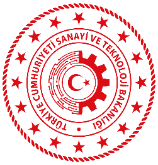 TÜRKİYE CUMHURİYETİ SANAYİ VE TEKNOLOJİ BAKANLIĞI